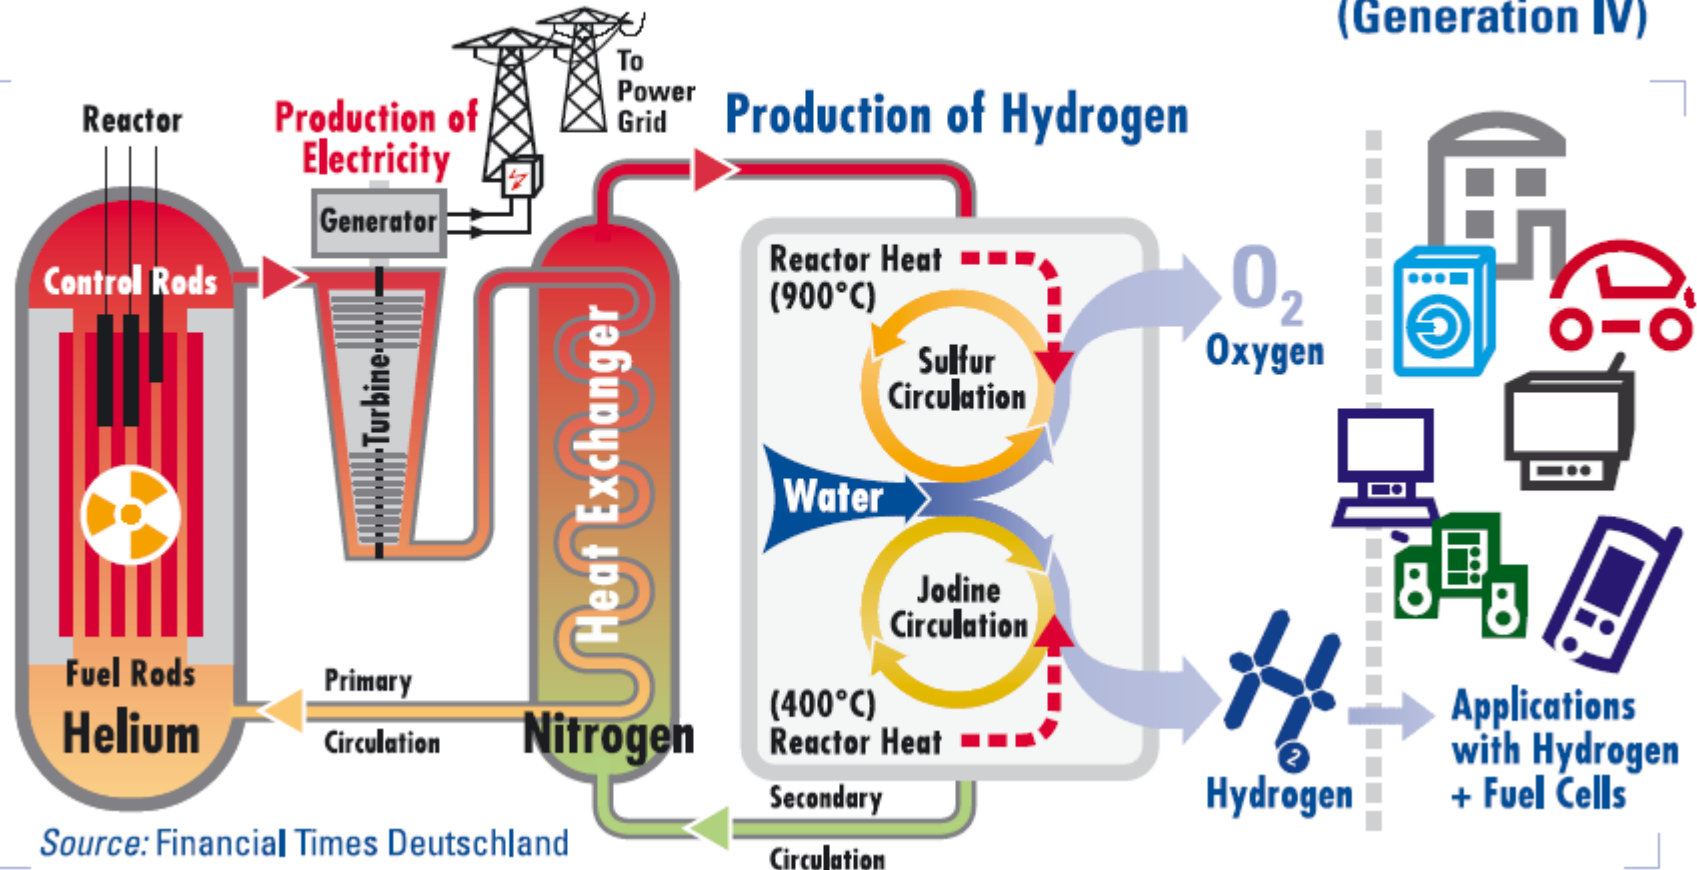 (Generation IV)
To
Power
Grid
Reactor
Production of
Electricity
Production of Hydrogen
Generator
Control Rods
Turbine
Heat Exchanger
Reactor Heat
(900°C)
Sulfur
Circulation
O2
Oxygen
Water
Jodine
Circulation
(400°C)
Reactor Heat
Fuel Rods
Helium
Primary
Circulation
Nitrogen
H2
Hydrogen
Applications
with Hydrogen
+ Fuel Cells
Secondary
Circulation
Source: Financial Times Deutschland